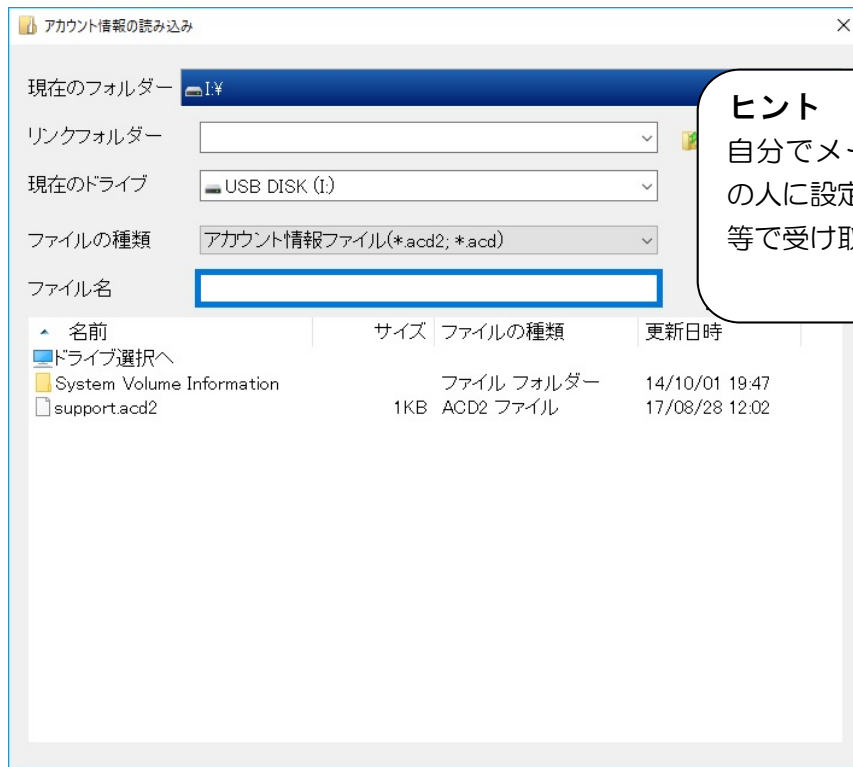 アカウント情報の読み込み
現在のフォルダー I:¥
リンクフォルダー
現在のドライブ USB DISK (I:)
ファイルの種類 アカウント情報ファイル(*.acd2; *.acd)
ファイル名
ヒント
自分でメー
の人に設定
等で受け取
名前 サイズ ファイルの種類 更新日時
ドライブ選択へ
System Volume Information ファイル フォルダー 14/10/01 19:47
support.acd2 1KB ACD2 ファイル 17/08/28 12:02